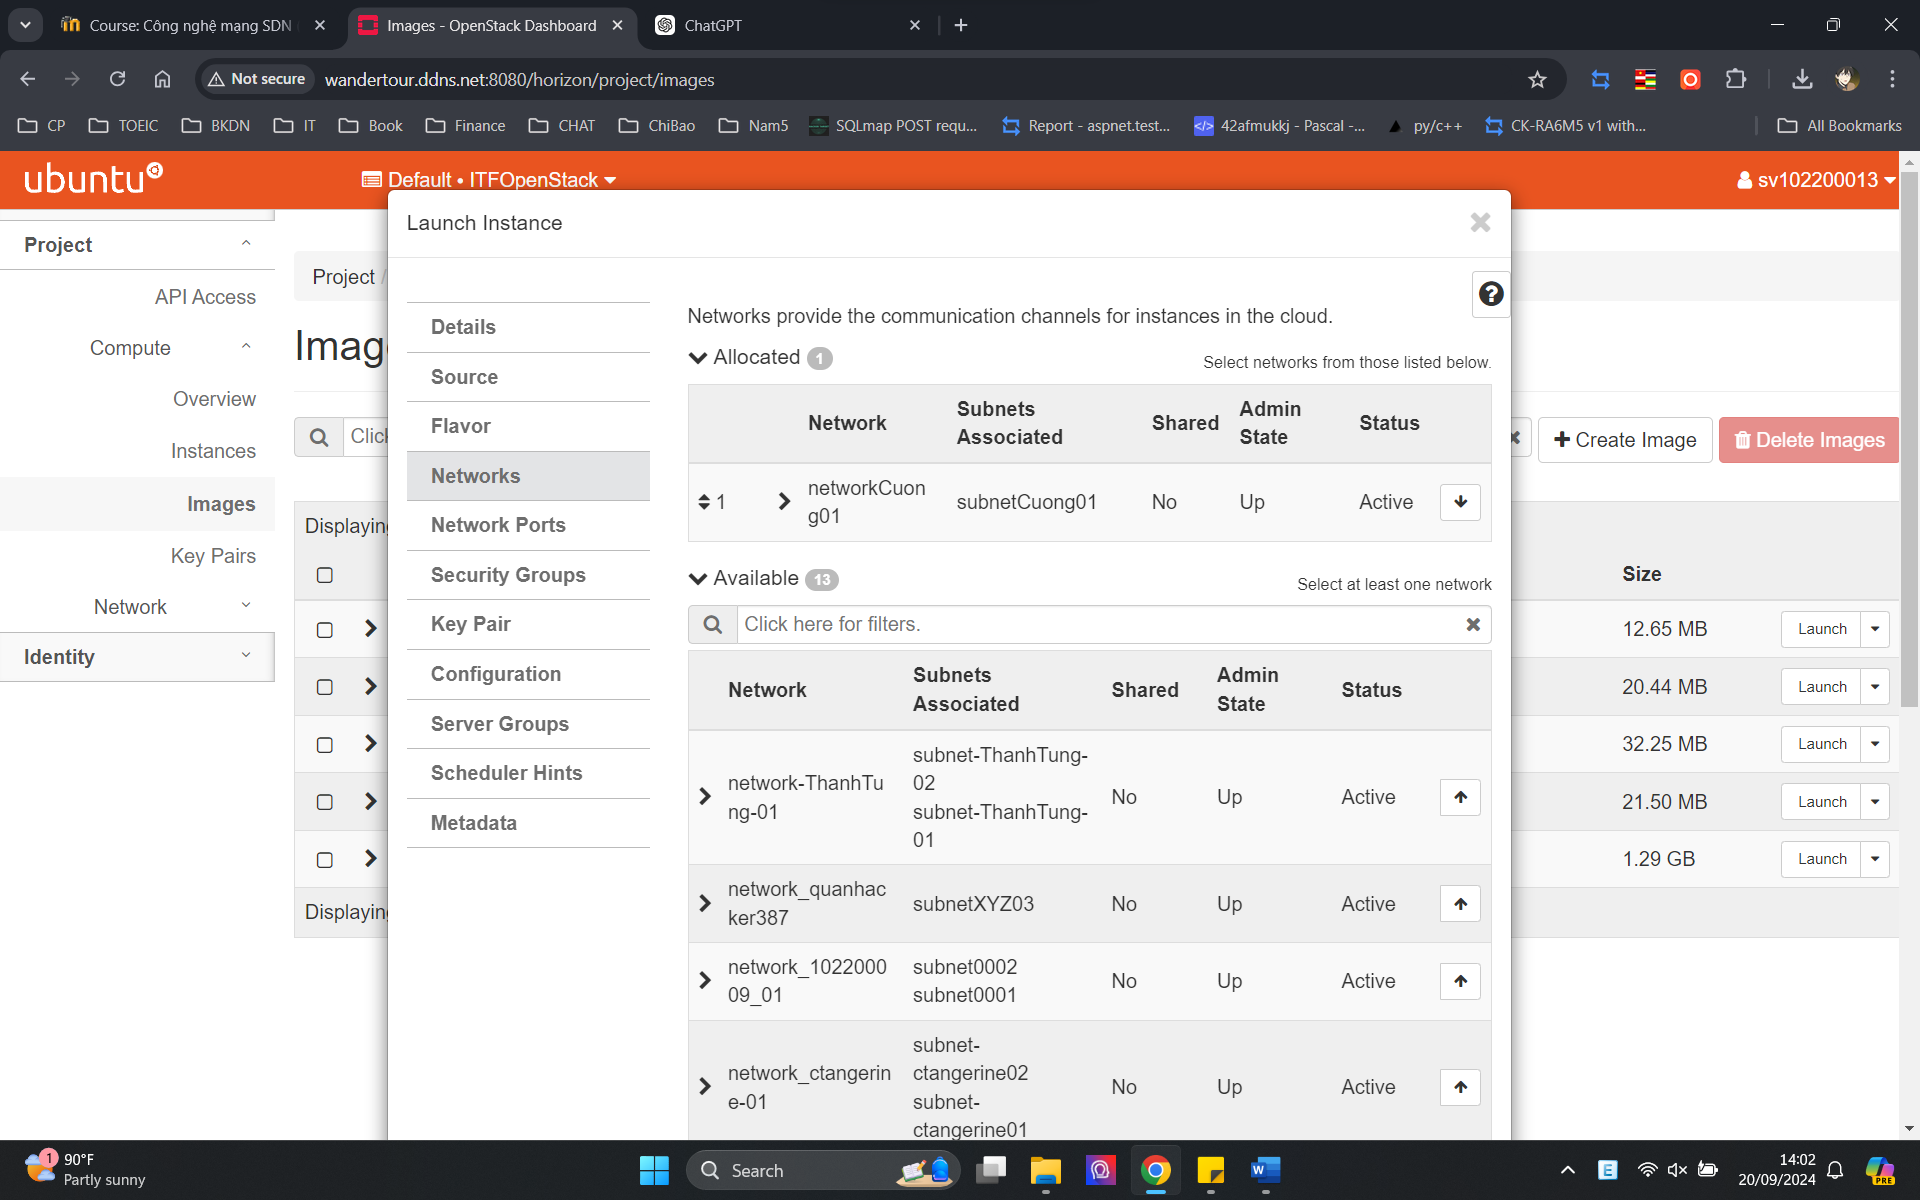 Course: Công nghệ mạng SDN
Images - OpenStack Dashboard
ChatGPT
Not secure
wandertour.ddns.net:8080/horizon/project/images
CP
TOEIC
BKDN
IT
Book
Finance
CHAT
ChiBao
Nam5
SQLmap POST requ...
Report - aspnet.test...
42afmukkj - Pascal -...
py/c++
CK-RA6M5 v1 with...
All Bookmarks
ubuntu
Default • ITFOpenStack
sv102200013
Project
API Access
Compute
Overview
Instances
Images
Key Pairs
Network
Identity
Project /
Imag
Click
Create Image
Delete Images
Displaying
Size
12.65 MB Launch
20.44 MB Launch
32.25 MB Launch
21.50 MB Launch
1.29 GB Launch
Displaying
Launch Instance
Details
Source
Flavor
Networks
Network Ports
Security Groups
Key Pair
Configuration
Server Groups
Scheduler Hints
Metadata
Networks provide the communication channels for instances in the cloud.
Allocated 1
Select networks from those listed below.
Network Subnets Associated Shared Admin State Status
1 networkCuon
g01 subnetCuong01 No Up Active
Available 13
Select at least one network
Click here for filters.
Network Subnets Associated Shared Admin State Status
network-ThanhTu
ng-01
subnet-ThanhTung-
02
subnet-ThanhTung-
01
No Up Active
network_quanhac
ker387
subnetXYZ03 No Up Active
network_1022000
09_01
subnet0002
subnet0001
No Up Active
network_ctangerin
e-01
subnet-
ctangerine02
subnet-
ctangerine01
No Up Active
1
90°F
Partly sunny
Search
14:02
20/09/2024
PRE